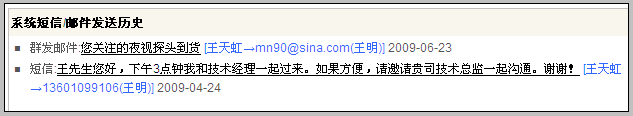 系统短信/邮件发送历史
群发邮件:您关注的夜视探头到货 [王天虹→mn90@sina.com(王明)] 2009-06-23
短信:王先生您好，下午3点钟我和技术经理一起过来。如果方便，请邀请贵司技术总监一起沟通。谢谢！ [王天虹
→13601099106(王明)] 2009-04-24